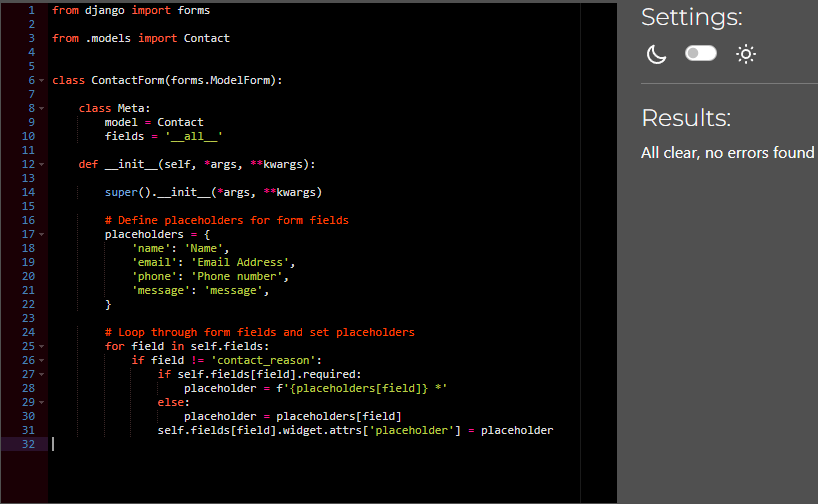 1 from django import forms
2
3 from .models import Contact
4
5
6 class ContactForm(forms.ModelForm):
7
8     class Meta:
9         model = Contact
10         fields = '__all__'
11
12     def __init__(self, *args, **kwargs):
13
14         super().__init__(*args, **kwargs)
15
16         # Define placeholders for form fields
17         placeholders = {
18             'name': 'Name',
19             'email': 'Email Address',
20             'phone': 'Phone number',
21             'message': 'message',
22         }
23
24         # Loop through form fields and set placeholders
25         for field in self.fields:
26             if field != 'contact_reason':
27                 if self.fields[field].required:
28                     placeholder = f'{placeholders[field]} *'
29                 else:
30                     placeholder = placeholders[field]
31                 self.fields[field].widget.attrs['placeholder'] = placeholder
32
Settings:
Results:
All clear, no errors found